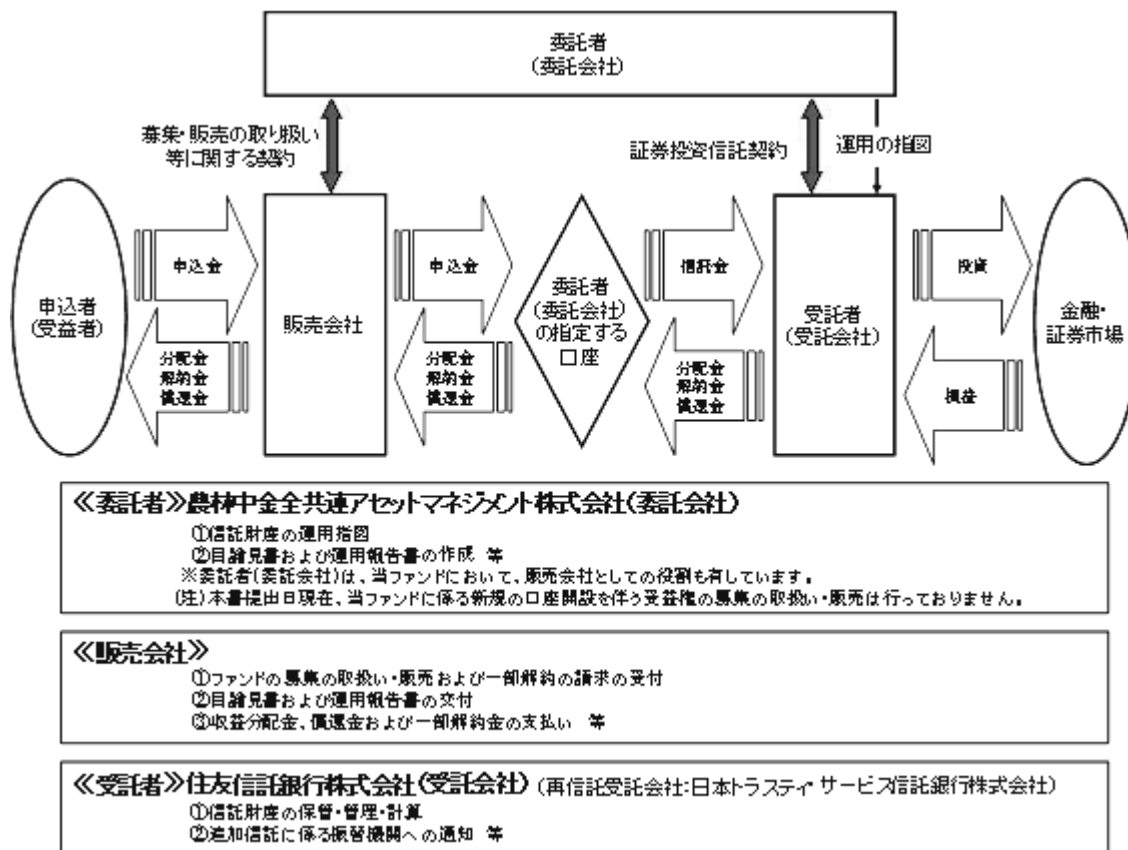 委託者
(委託会社)
募集・販売の取り扱い
等に関する契約
証券投資信託契約
運用の指図
申込者
(受益者)
申込金
分配金
解約金
償還金
販売会社
申込金
分配金
解約金
償還金
委託者
(委託会社)
の指定する
口座
信託金
分配金
解約金
償還金
受託者
(受託会社)
投資
損益
金融・
証券市場
≪委託者≫農林中金全共連アセットマネジメント株式会社(委託会社)
①信託財産の運用指図
②目論見書および運用報告書の作成 等
※委託者(委託会社)は、当ファンドにおいて、販売会社としての役割も有しています。
(注)本書提出日現在、当ファンドに係る新規の口座開設を伴う受益権の募集の取扱い・販売は行っておりません。
≪販売会社≫
①ファンドの募集の取扱い・販売および一部解約の請求の受付
②目論見書および運用報告書の交付
③収益分配金、償還金および一部解約金の支払い 等
≪受託者≫住友信託銀行株式会社(受託会社) (再信託受託会社:日本トラスティ・サービス信託銀行株式会社)
①信託財産の保管・管理・計算
②追加信託に係る振替機関への通知 等